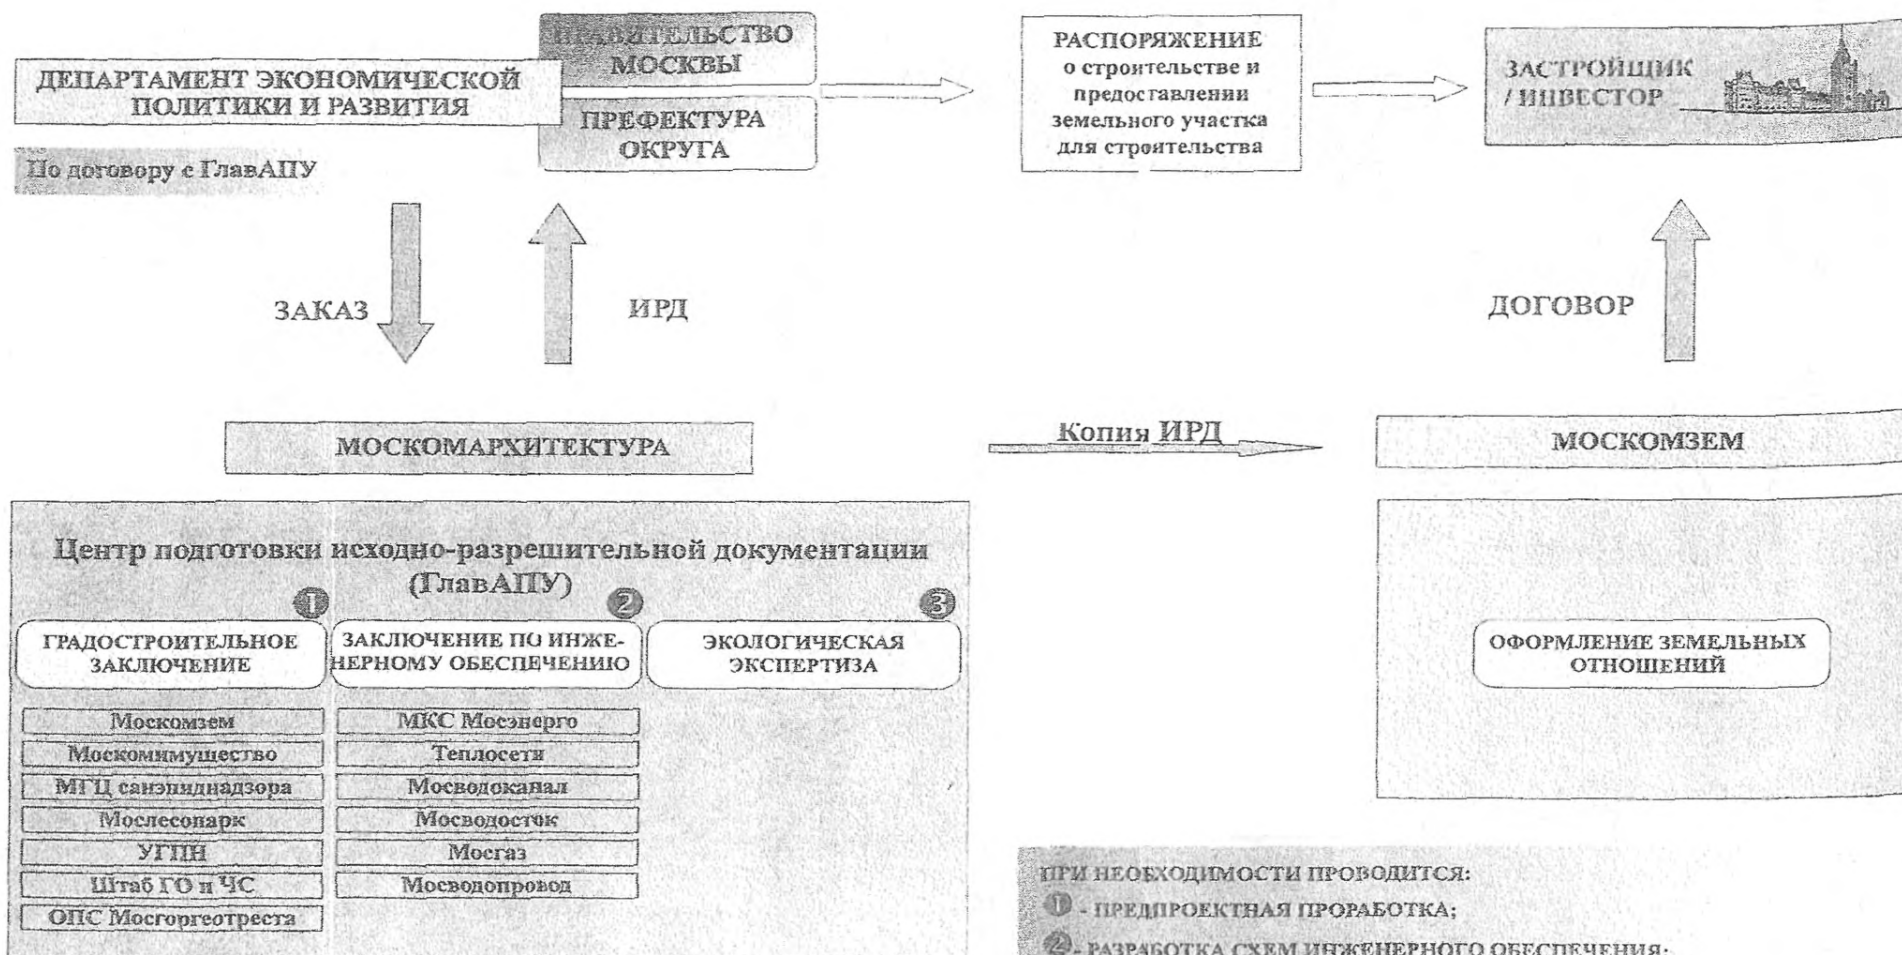 ПРАВИТЕЛЬСТВО
МОСКВЫ
ДЕПАРТАМЕНТ ЭКОНОМИЧЕСКОЙ
ПОЛИТИКИ И РАЗВИТИЯ
ПРЕФЕКТУРА
ОКРУГА
По договору с ГлавАПУ
РАСПОРЯЖЕНИЕ
о строительстве и
предоставлении
земельного участка
для строительства
ЗАСТРОЙЩИК
/ ИНВЕСТОР
ЗАКАЗ
ИРД
ДОГОВОР
МОСКОМАРХИТЕКТУРА
Копия ИРД
МОСКОМЗЕМ
Центр подготовки исходно-разрешительной документации
(ГлавАПУ)
1
2
3
ГРАДОСТРОИТЕЛЬНОЕ
ЗАКЛЮЧЕНИЕ
ЗАКЛЮЧЕНИЕ ПО ИНЖЕ-
НЕРНОМУ ОБЕСПЕЧЕНИЮ
ЭКОЛОГИЧЕСКАЯ
ЭКСПЕРТИЗА
Москомзем
Москомимущество
МГЦ санэпиднадзора
Мослесопарк
УГПН
Штаб ГО и ЧС
ОПС Мосгоргеотреста
МКС Мосэнерго
Теплосети
Мосводоканал
Мосводосток
Мосгаз
Мосводопровод
ОФОРМЛЕНИЕ ЗЕМЕЛЬНЫХ
ОТНОШЕНИЙ
ПРИ НЕОБХОДИМОСТИ ПРОВОДИТСЯ:
1 - ПРЕДПРОЕКТНАЯ ПРОРАБОТКА;
2 - РАЗРАБОТКА СХЕМ ИНЖЕНЕРНОГО ОБЕСПЕЧЕНИЯ;